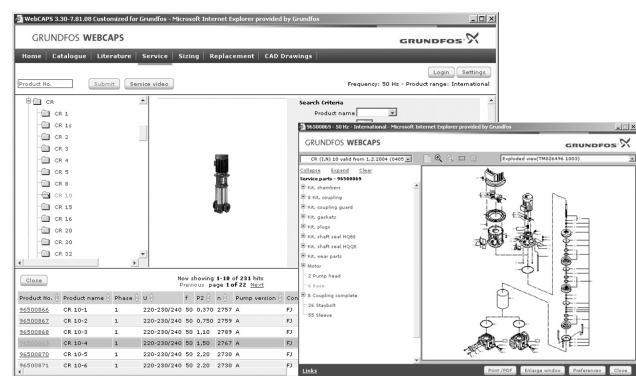 WebCAPS 3.30-7.81.08 Customized for Grundfos - Microsoft Internet Explorer provided by Grundfos
GRUNDFOS WEBCAPS
GRUNDFOS
Home Catalogue Literature Service Sizing Replacement CAD Drawings
Login Settings
Product No. Submit Service video
Frequency: 50 Hz - Product range: International
CR
CR 1
CR 1s
CR 2
CR 3
CR 4
CR 5
CR 8
CR 10
CR 15
CR 16
CR 20
CR 30
CR 32
Search Criteria
Product name
Close
Now showing 1-10 of 231 hits
Previous page 1 of 22 Next
Product No. Product name Phase U f P2 n Pump version Con
96500866 CR 10-1 1 220-230/240 50 0,370 2757 A FJ
96500867 CR 10-2 1 220-230/240 50 0,750 2759 A FJ
96500868 CR 10-3 1 220-230/240 50 1,10 2789 A FJ
CR 10-4 1 220-230/240 50 1,50 2767 A FJ
96500870 CR 10-5 1 220-230/240 50 2,20 2730 A FJ
96500871 CR 10-6 1 220-230/240 50 2,20 2730 A FJ
96500869 - 50 Hz - International - Microsoft Internet Explorer provided by Grundfos
GRUNDFOS WEBCAPS
GRUNDFOS
CR (I,N) 10 valid from 1.2.2004 (0405
Exploded view(TM026496 1003)
Collapse Expand Clear
Service parts - 96500869
Kit, chambers
Kit, coupling
Kit, coupling guard
Kit, gaskets
Kit, plugs
Kit, shaft seal HQBE
Kit, shaft seal HQQE
Kit, wear parts
Motor
2 Pump head
6 Base
8 Coupling complete
26 Staybolt
55 Sleeve
Links
Print /PDF Enlarge window Preferences Close